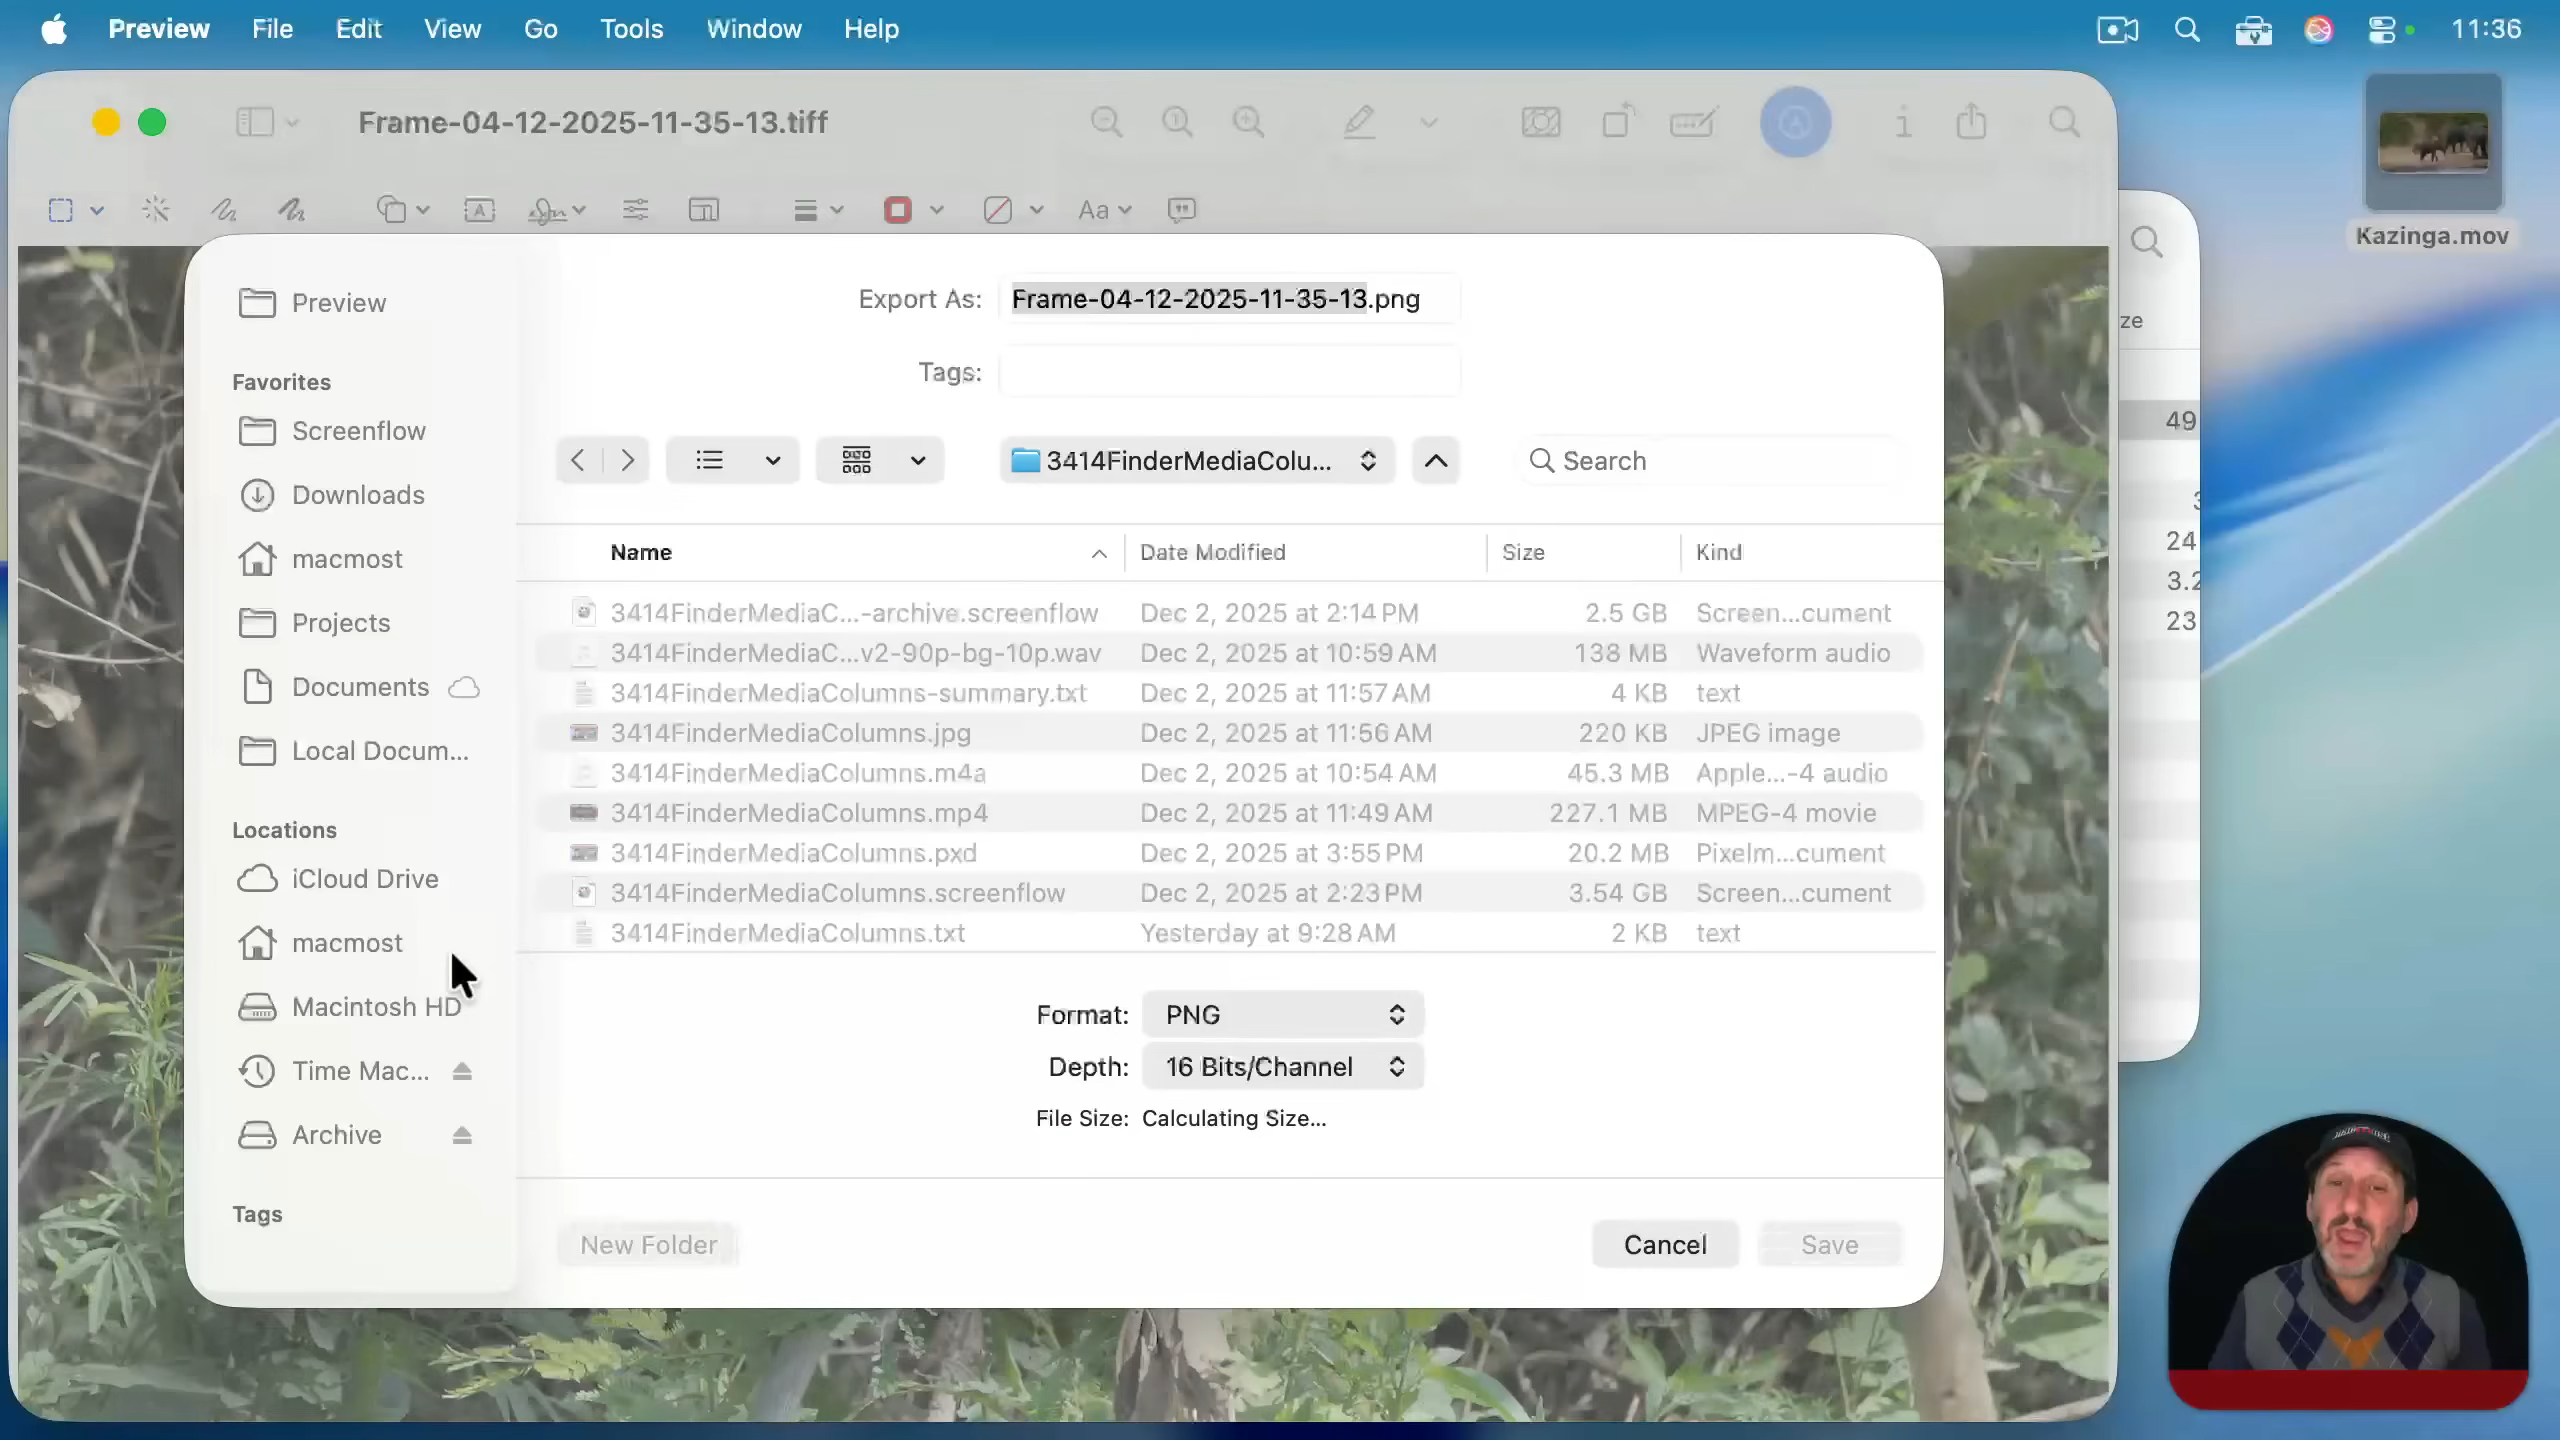 Preview File Edit View Go Tools Window Help 11:36
Frame-04-12-2025-11-35-13.tiff
Aa
Kazinga.mov
Preview
Favorites
Screenflow
Downloads
macmost
Projects
Documents
Local Docum...
Locations
iCloud Drive
macmost
Macintosh HD
Time Mac...
Archive
Tags
Export As: Frame-04-12-2025-11-35-13.png
Tags:
3414FinderMediaColu... Search
Name Date Modified Size Kind
3414FinderMediaC...-archive.screenflow Dec 2, 2025 at 2:14 PM 2.5 GB Screen...cument
3414FinderMediaC...v2-90p-bg-10p.wav Dec 2, 2025 at 10:59 AM 138 MB Waveform audio
3414FinderMediaColumns-summary.txt Dec 2, 2025 at 11:57 AM 4 KB text
3414FinderMediaColumns.jpg Dec 2, 2025 at 11:56 AM 220 KB JPEG image
3414FinderMediaColumns.m4a Dec 2, 2025 at 10:54 AM 45.3 MB Apple...-4 audio
3414FinderMediaColumns.mp4 Dec 2, 2025 at 11:49 AM 227.1 MB MPEG-4 movie
3414FinderMediaColumns.pxd Dec 2, 2025 at 3:55 PM 20.2 MB Pixelm...cument
3414FinderMediaColumns.screenflow Dec 2, 2025 at 2:23 PM 3.54 GB Screen...cument
3414FinderMediaColumns.txt Yesterday at 9:28 AM 2 KB text
Format: PNG
Depth: 16 Bits/Channel
File Size: Calculating Size...
New Folder Cancel Save
ze
49
3
24
3.2
23